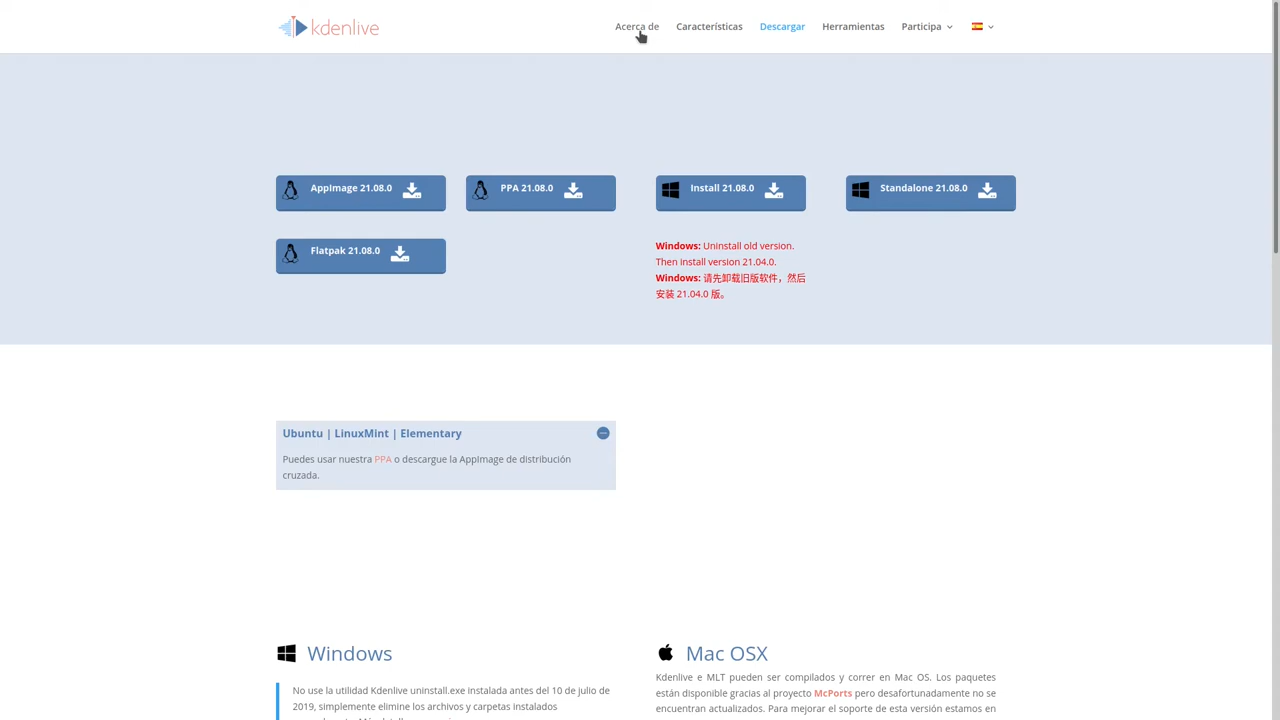 kdenlive
Acerca de
Características
Descargar
Herramientas
Participa
AppImage 21.08.0
PPA 21.08.0
Install 21.08.0
Standalone 21.08.0
Flatpak 21.08.0
Windows: Uninstall old version.
Then install version 21.04.0.
Windows: 请先卸载旧版软件，然后
安装 21.04.0 版。
Ubuntu | LinuxMint | Elementary
Puedes usar nuestra PPA o descargue la AppImage de distribución
cruzada.
Windows
No use la utilidad Kdenlive uninstall.exe instalada antes del 10 de julio de
2019, simplemente elimine los archivos y carpetas instalados
Mac OSX
Kdenlive e MLT pueden ser compilados y correr en Mac OS. Los paquetes
están disponible gracias al proyecto McPorts pero desafortunadamente no se
encuentran actualizados. Para mejorar el soporte de esta versión estamos en